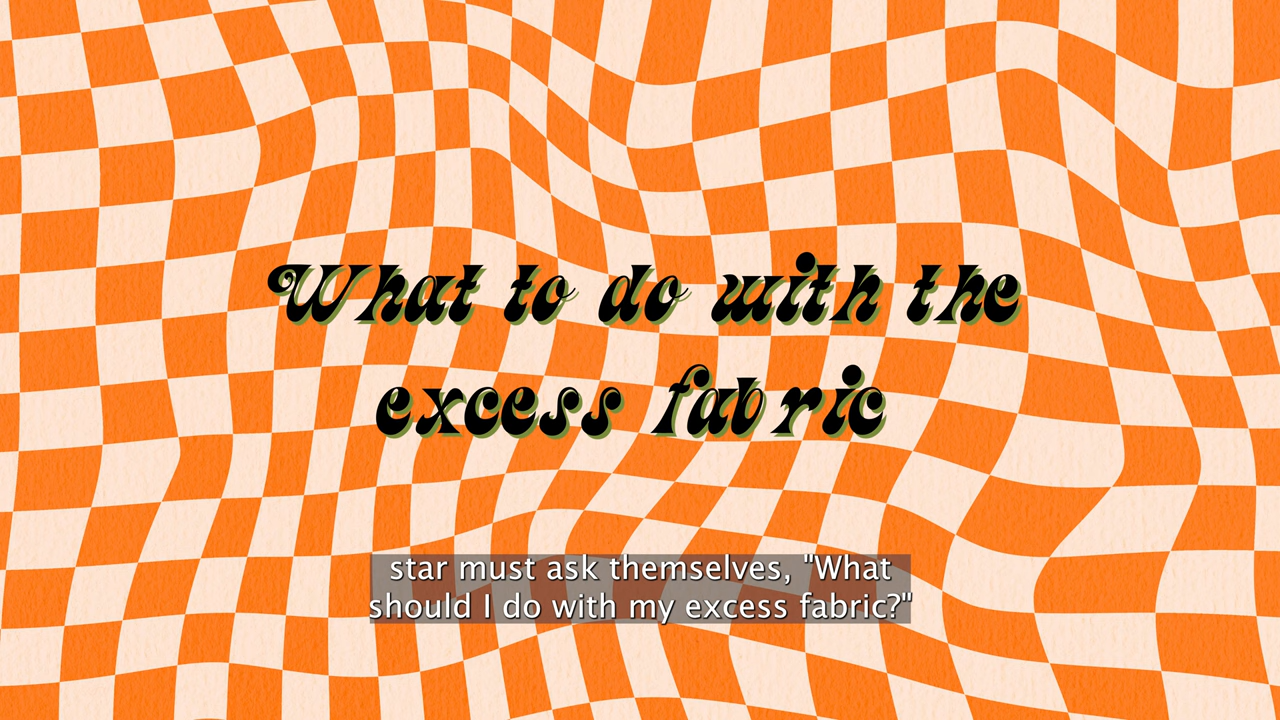 What to do with the
excess fabric
star must ask themselves, "What
should I do with my excess fabric?"